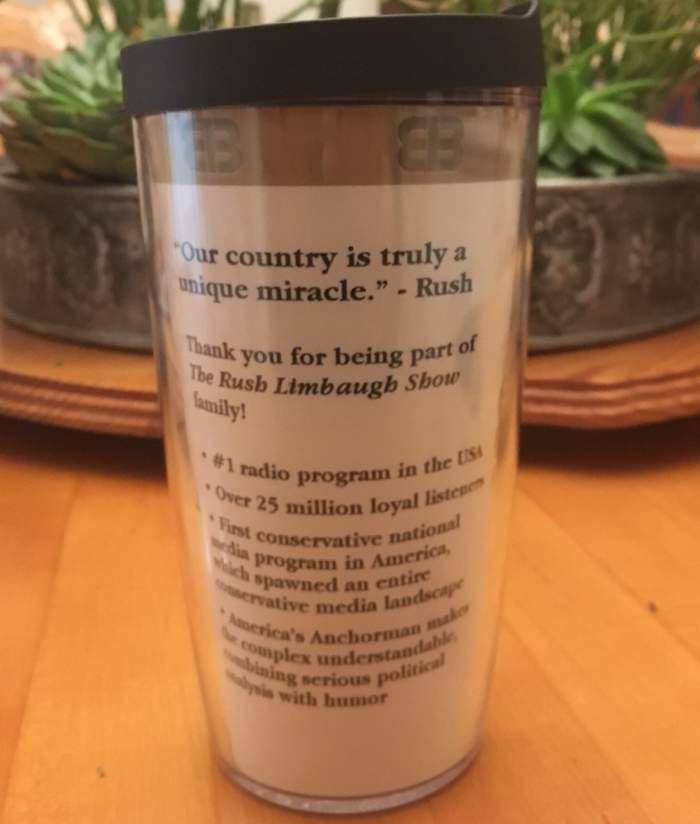 EB EB
"Our country is truly a
unique miracle." - Rush
Thank you for being part of
The Rush Limbaugh Show
family!
• #1 radio program in the USA
• Over 25 million loyal listeners
• First conservative national
media program in America,
which spawned an entire
conservative media landscape
• America's Anchorman makes
the complex understandable,
combining serious political
analysis with humor